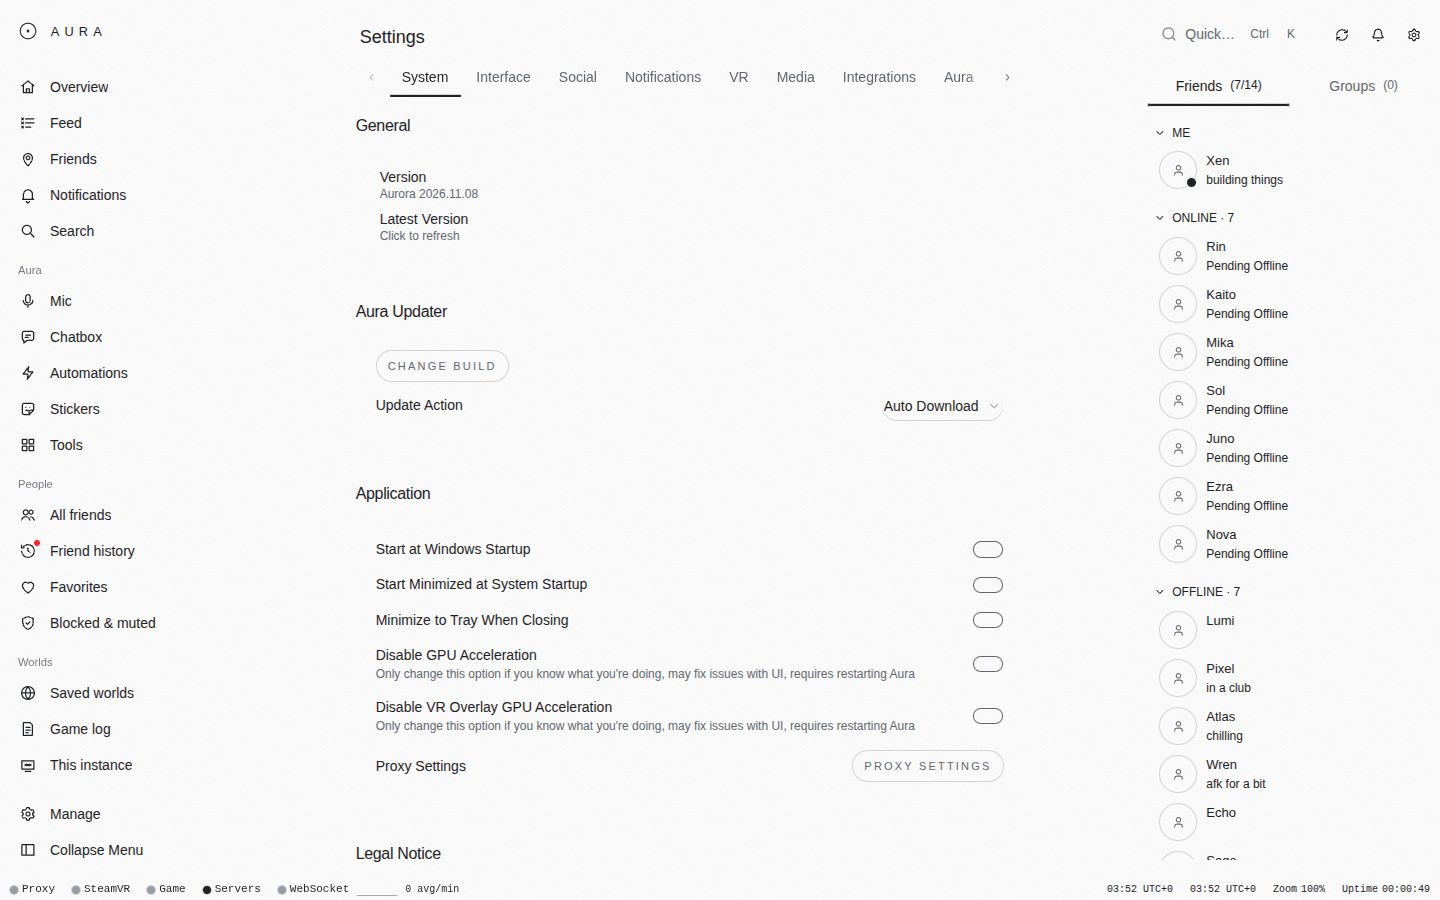 AURA
Overview
Feed
Friends
Notifications
Search
Aura
Mic
Chatbox
Automations
Stickers
Tools
People
All friends
Friend history
Favorites
Blocked & muted
Worlds
Saved worlds
Game log
This instance
Manage
Collapse Menu
Settings
System Interface Social Notifications VR Media Integrations Aura
General
Version
Aurora 2026.11.08
Latest Version
Click to refresh
Aura Updater
CHANGE BUILD
Update Action Auto Download
Application
Start at Windows Startup
Start Minimized at System Startup
Minimize to Tray When Closing
Disable GPU Acceleration
Only change this option if you know what you're doing, may fix issues with UI, requires restarting Aura
Disable VR Overlay GPU Acceleration
Only change this option if you know what you're doing, may fix issues with UI, requires restarting Aura
Proxy Settings PROXY SETTINGS
Legal Notice
Quick… Ctrl K
Friends (7/14) Groups (0)
ME
Xen
building things
ONLINE · 7
Rin
Pending Offline
Kaito
Pending Offline
Mika
Pending Offline
Sol
Pending Offline
Juno
Pending Offline
Ezra
Pending Offline
Nova
Pending Offline
OFFLINE · 7
Lumi
Pixel
in a club
Atlas
chilling
Wren
afk for a bit
Echo
Proxy SteamVR Game Servers WebSocket 0 avg/min
03:52 UTC+0 03:52 UTC+0 Zoom 100% Uptime 00:00:49